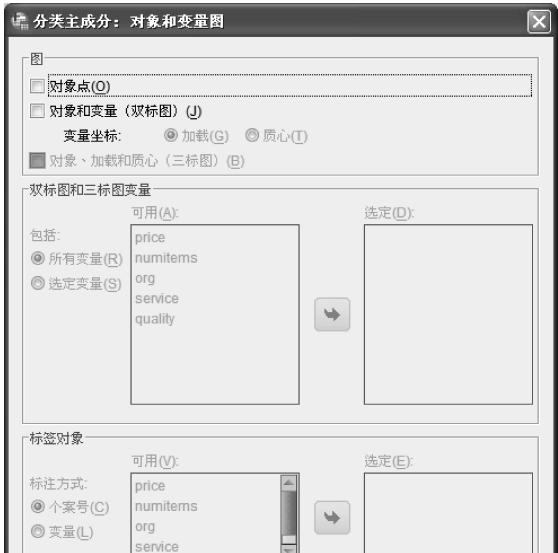 分类主成分：对象和变量图
图
对象点(O)
对象和变量（双标图）(J)
变量坐标: 加载(G) 质心(T)
对象、加载和质心（三标图）(B)
双标图和三标图变量
可用(A): 选定(D):
包括:
所有变量(R)
选定变量(S)
price
numitems
org
service
quality
标签对象
可用(V): 选定(E):
标注方式:
个案号(C)
变量(L)
price
numitems
org
service